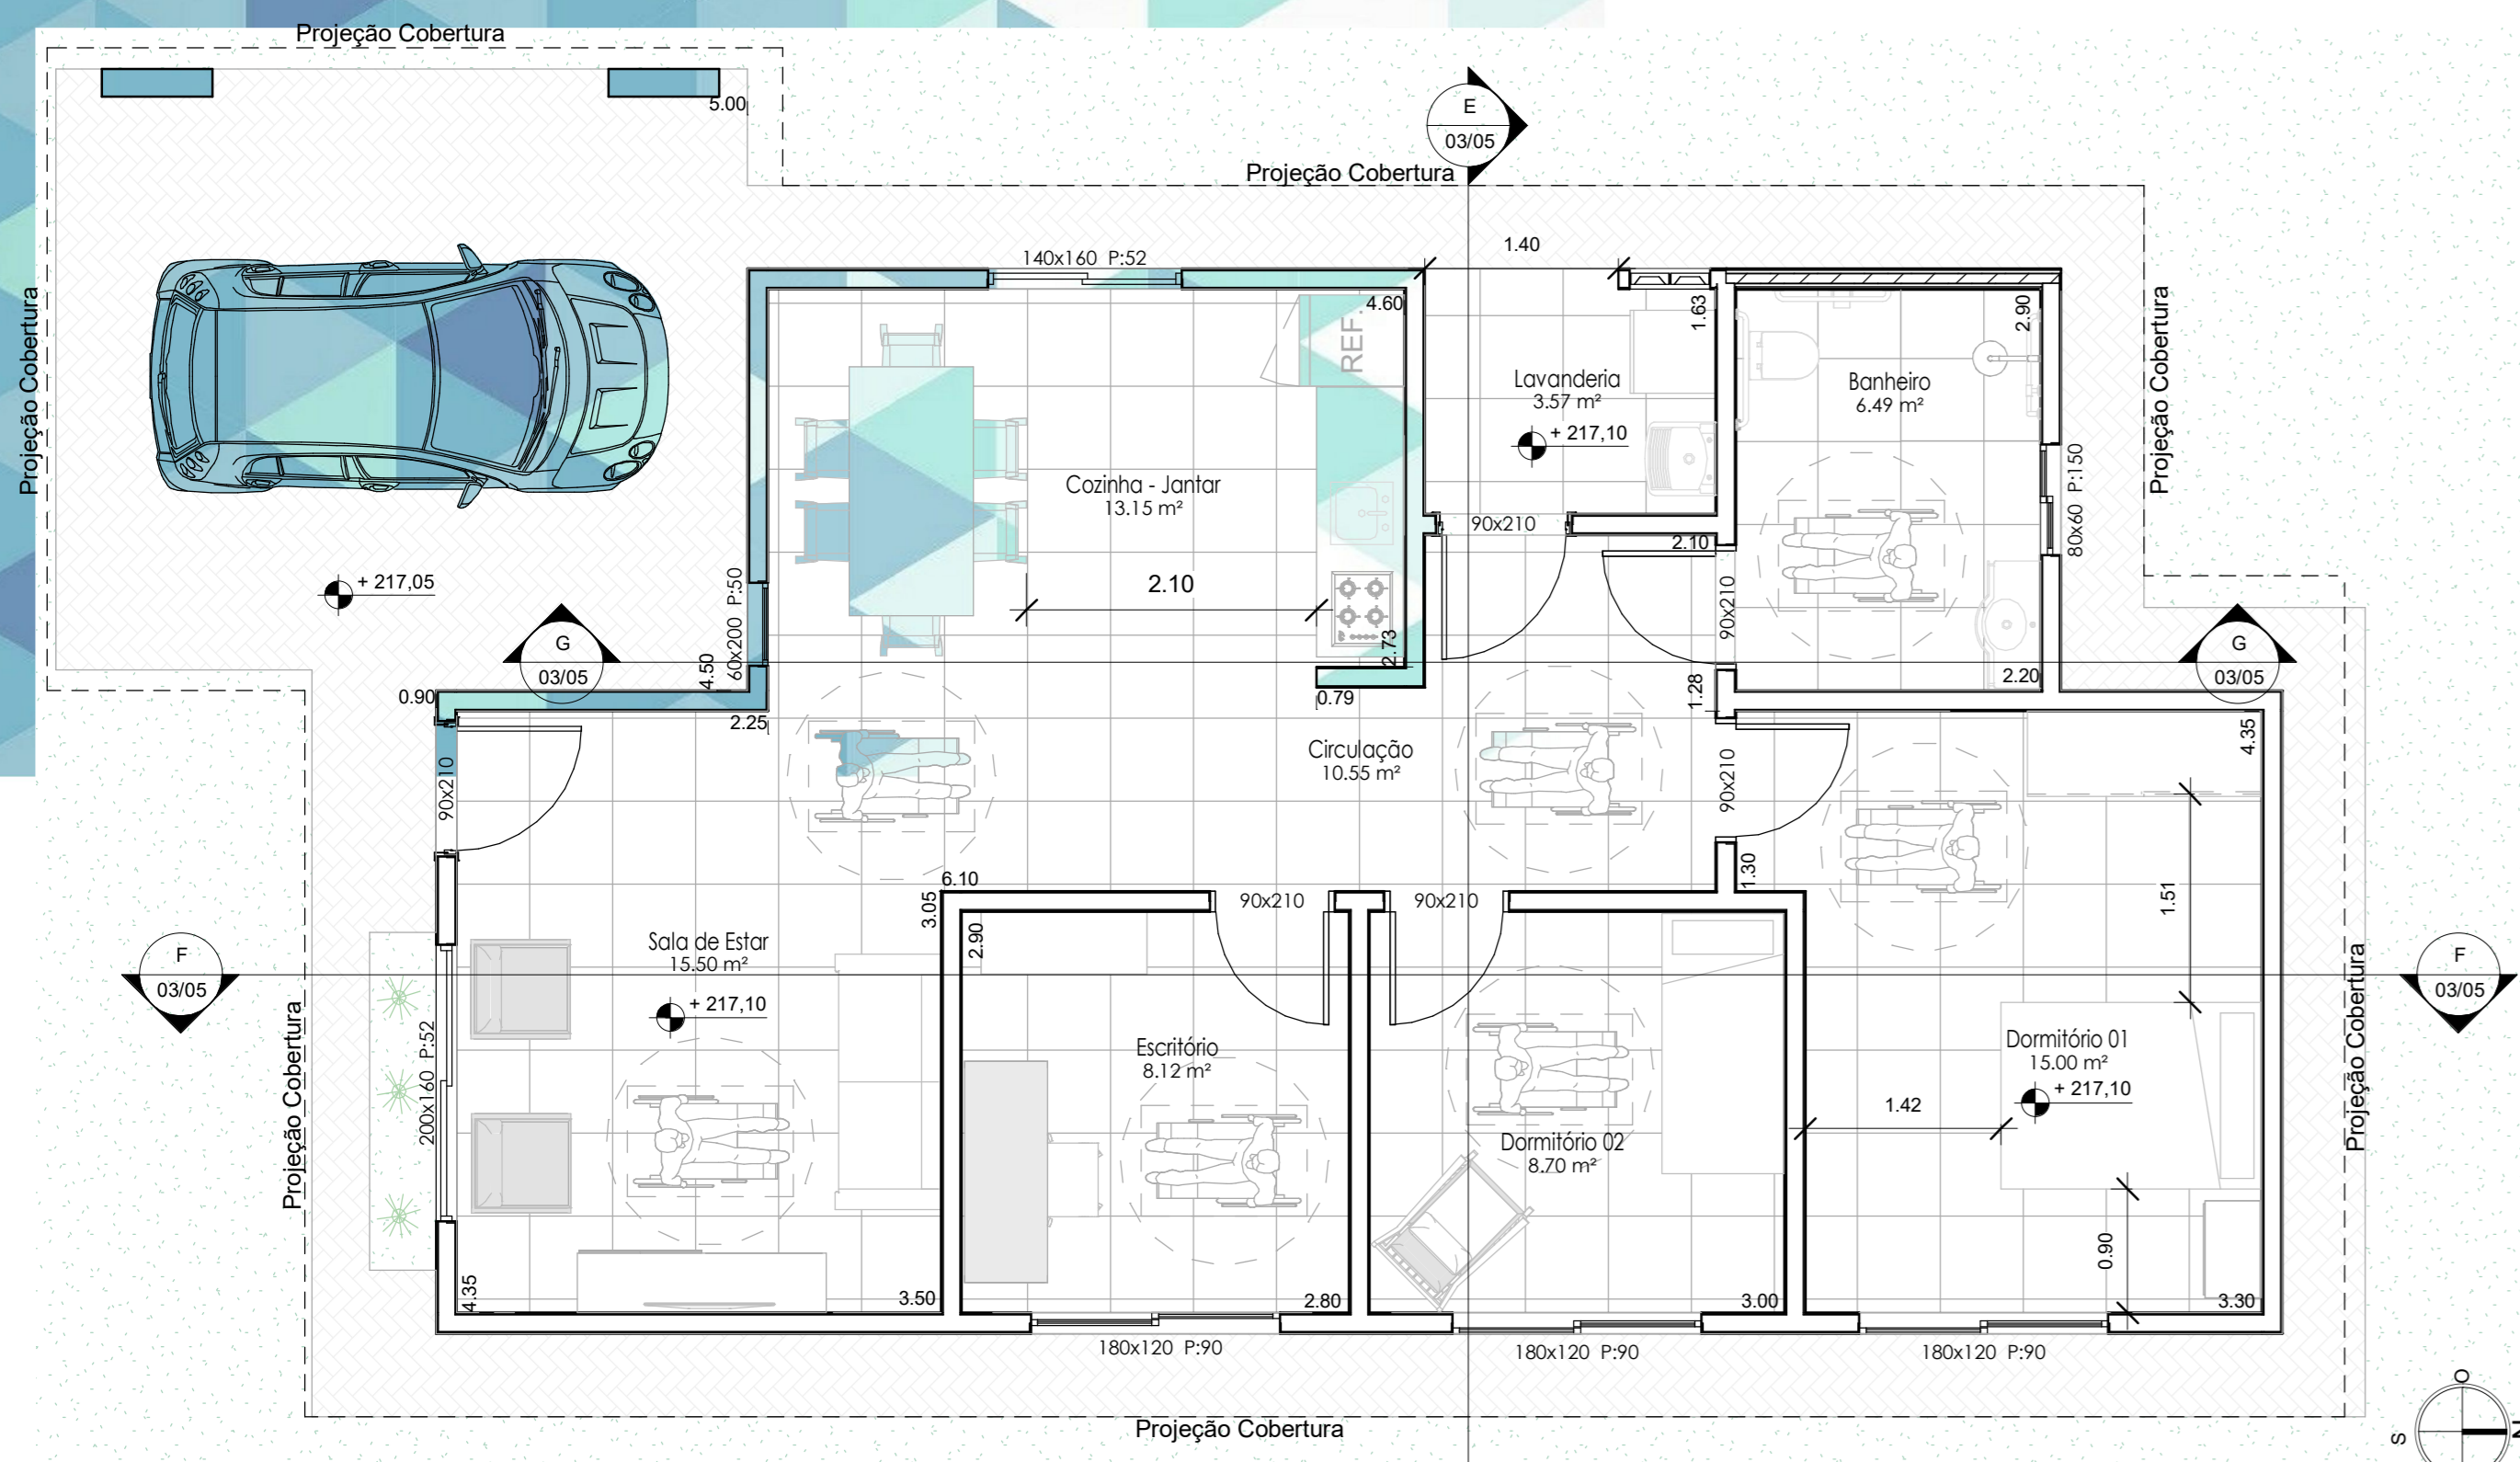 Projeção Cobertura
5.00
E
03/05
Projeção Cobertura
1.40
140x160 P:52
4.60
REF.
1.63
2.90
Projeção Cobertura
Projeção Cobertura
Lavanderia
3.57 m²
+ 217,10
Banheiro
6.49 m²
Cozinha - Jantar
13.15 m²
80x60 P:150
90x210
2.10
+ 217,05
2.10
60x200 P:50
90x210
2.73
G
03/05
4.50
G
03/05
0.90
2.25
0.79
1.28
2.20
4.35
Circulação
10.55 m²
90x210
90x210
6.10
3.05
90x210
90x210
1.30
1.51
2.90
Sala de Estar
15.50 m²
+ 217,10
F
03/05
F
03/05
Projeção Cobertura
200x160 P:52
Escritório
8.12 m²
Dormitório 02
8.70 m²
Dormitório 01
15.00 m²
+ 217,10
1.42
Projeção Cobertura
0.90
4.35
3.50
2.80
3.00
3.30
180x120 P:90
180x120 P:90
180x120 P:90
Projeção Cobertura
O
S
N